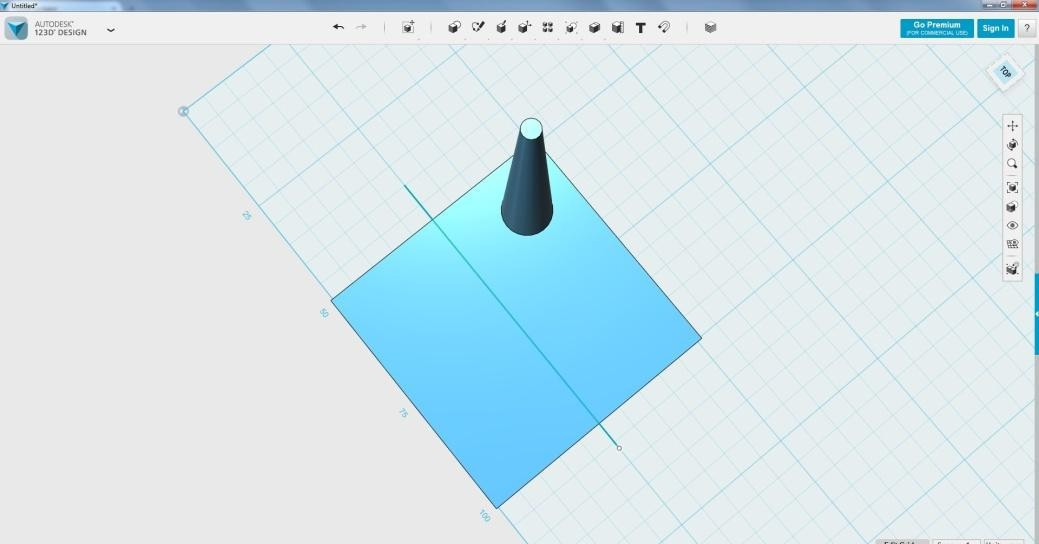 Untitled*
AUTODESK®
123D® DESIGN
T
Go Premium
(FOR COMMERCIAL USE)
Sign In
?
TOP
25
50
75
100